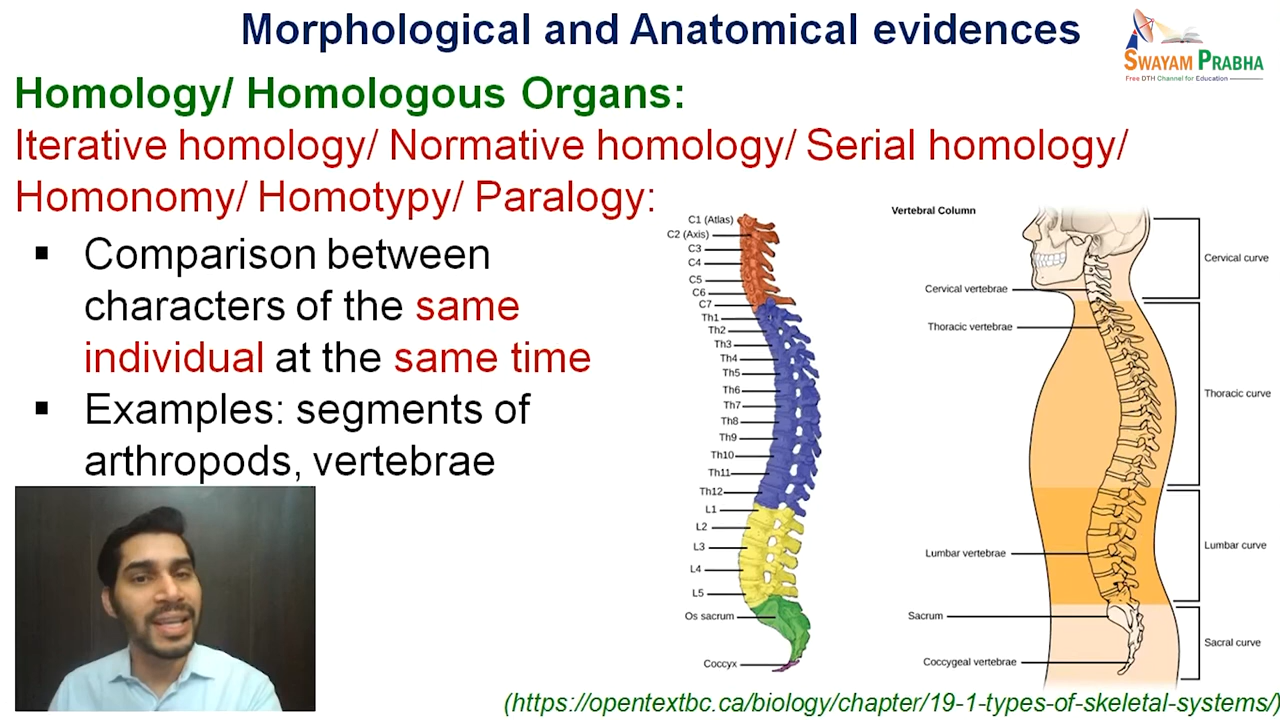 Morphological and Anatomical evidences
SWAYAM PRABHA
Free DTH Channel for Education
Homology/ Homologous Organs:
Iterative homology/ Normative homology/ Serial homology/
Homonomy/ Homotypy/ Paralogy:
▪ Comparison between
characters of the same
individual at the same time
▪ Examples: segments of
arthropods, vertebrae
C1 (Atlas)
C2 (Axis)
C3
C4
C5
C6
C7
Th1
Th2
Th3
Th4
Th5
Th6
Th7
Th8
Th9
Th10
Th11
Th12
L1
L2
L3
L4
L5
Os sacrum
Coccyx
Vertebral Column
Cervical vertebrae
Thoracic vertebrae
Lumbar vertebrae
Sacrum
Coccygeal vertebrae
Cervical curve
Thoracic curve
Lumbar curve
Sacral curve
(https://opentextbc.ca/biology/chapter/19-1-types-of-skeletal-systems/)